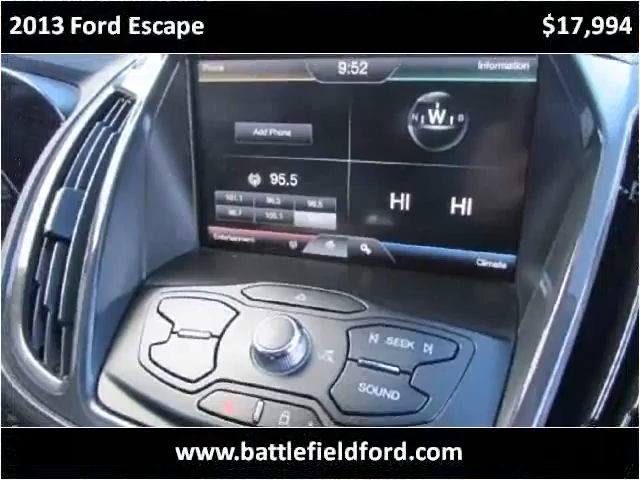 2013 Ford Escape $17,994
Phone 9:52 Information
N W S
Add Phone
95.5
HI HI
Entertainment
Climate
SEEK
SOUND
www.battlefieldford.com